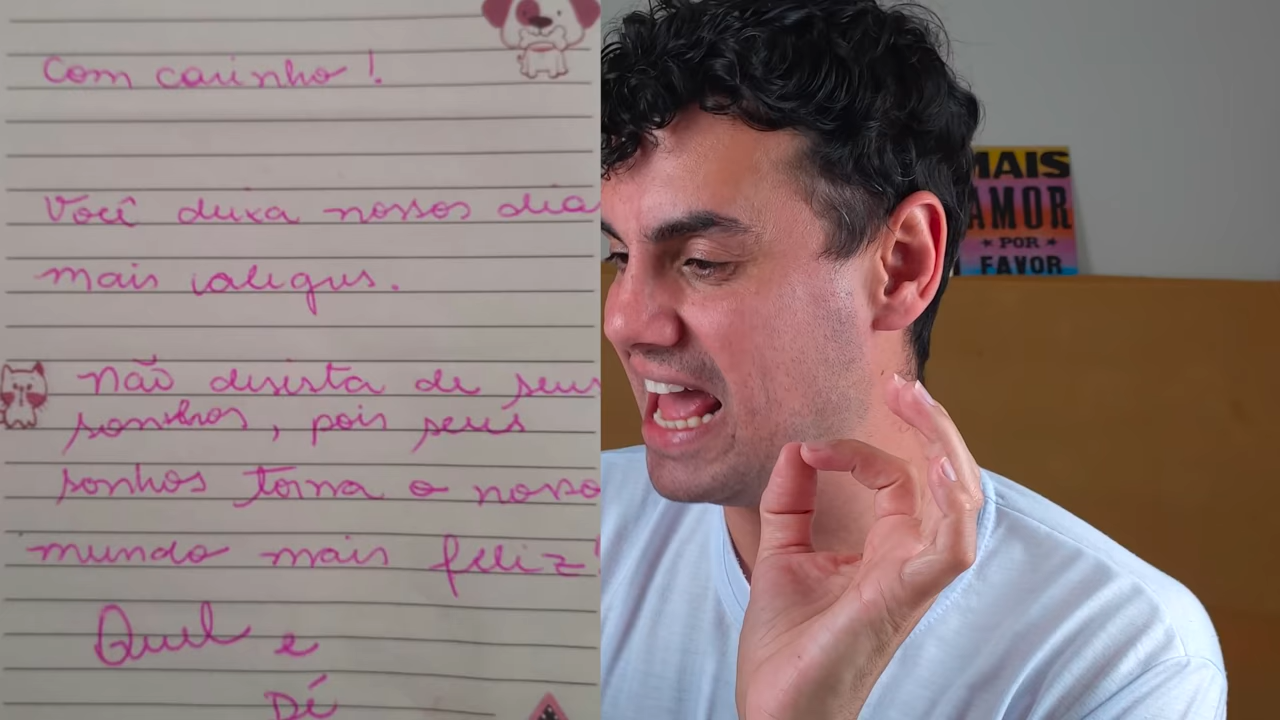 Com carinho!
Você deixa nossos dias
mais alegres.
Não desista de seus
sonhos, pois seus
sonhos torna o nosso
mundo mais feliz!
e
Dé
MAIS
AMOR
POR
FAVOR